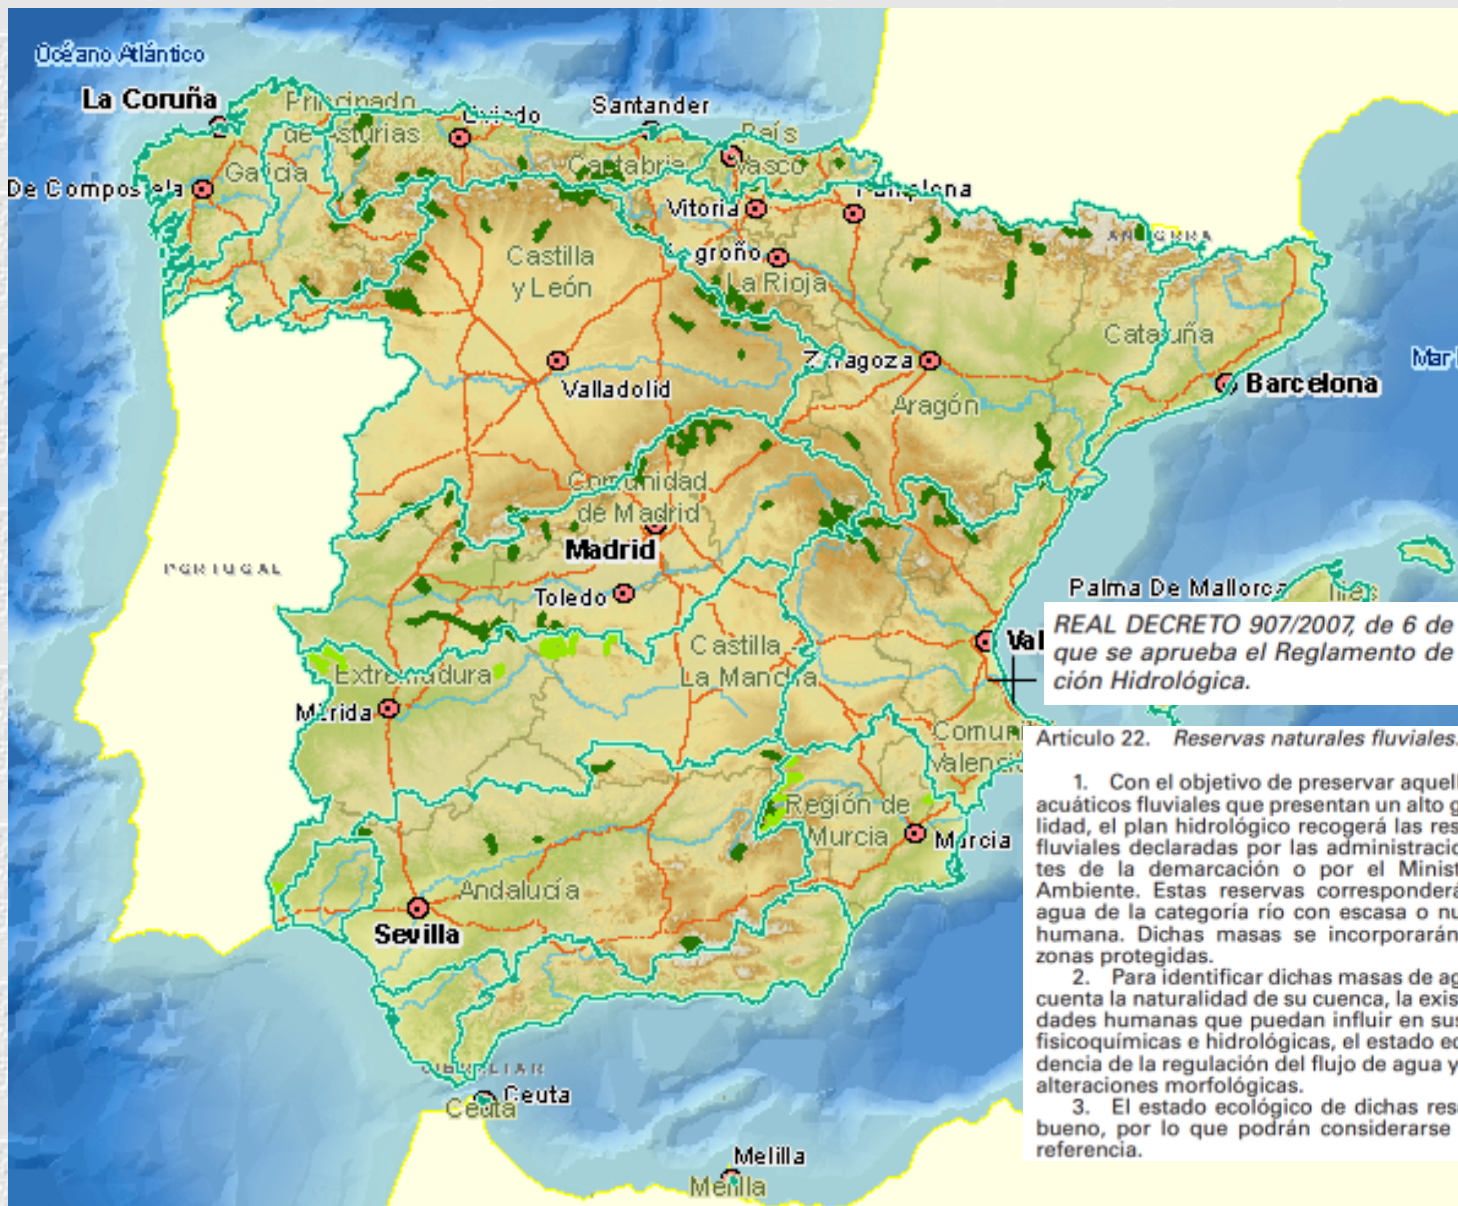 Océano Atlántico
La Coruña
Principado
de Asturias
Oviedo
Santander
Cantabria
País
Vasco
De Compostela
Galicia
Vitoria
Pamplona
ANDORRA
Castilla
y León
groño
La Rioja
Cataluña
Mar
Zaragoza
Valladolid
Barcelona
Aragón
Comunidad
de Madrid
Madrid
PORTUGAL
Toledo
Palma De Mallorca
Castilla
La Mancha
Val
Extremadura
Mérida
Comuni
Valencia
Región de
Murcia
Murcia
Andalucía
Sevilla
GIBRALTAR
Ceuta
Ceuta
Melilla
Melilla
REAL DECRETO 907/2007, de 6 de
que se aprueba el Reglamento de
ción Hidrológica.
Artículo 22. Reservas naturales fluviales.
1. Con el objetivo de preservar aquell
acuáticos fluviales que presentan un alto g
lidad, el plan hidrológico recogerá las res
fluviales declaradas por las administracio
tes de la demarcación o por el Minist
Ambiente. Estas reservas corresponderá
agua de la categoría río con escasa o nu
humana. Dichas masas se incorporarán
zonas protegidas.
2. Para identificar dichas masas de ag
cuenta la naturalidad de su cuenca, la exis
dades humanas que puedan influir en sus
fisicoquímicas e hidrológicas, el estado ec
dencia de la regulación del flujo de agua y
alteraciones morfológicas.
3. El estado ecológico de dichas rese
bueno, por lo que podrán considerarse
referencia.